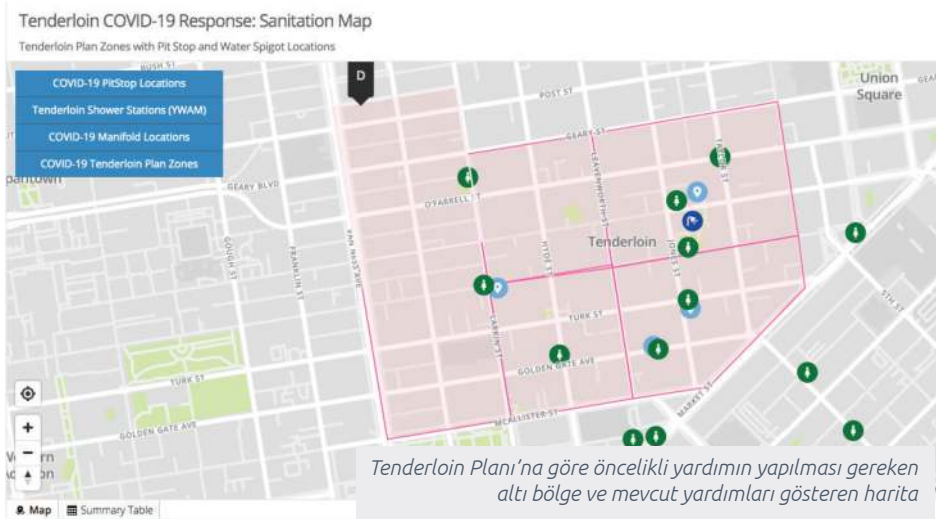 Tenderloin COVID-19 Response: Sanitation Map
Tenderloin Plan Zones with Pit Stop and Water Spigot Locations
BUSH ST
COVID-19 PitStop Locations
Tenderloin Shower Stations (YWAM)
COVID-19 Manifold Locations
COVID-19 Tenderloin Plan Zones
D
POST ST
Union
Square
GEARY ST
GEARY BLVD
O'FARRELL ST
LEAVENWORTH ST
TAYLOR ST
GOUGH ST
FRANKLIN ST
VAN NESS AVE
HYDE ST
Tenderloin
JONES ST
5TH ST
LARKIN ST
TURK ST
GOLDEN GATE AVE
TURK ST
MARKET ST
MCALLISTER ST
GOLDEN GATE AVE
Tenderloin Planı'na göre öncelikli yardımın yapılması gereken
altı bölge ve mevcut yardımları gösteren harita
Map
Summary Table